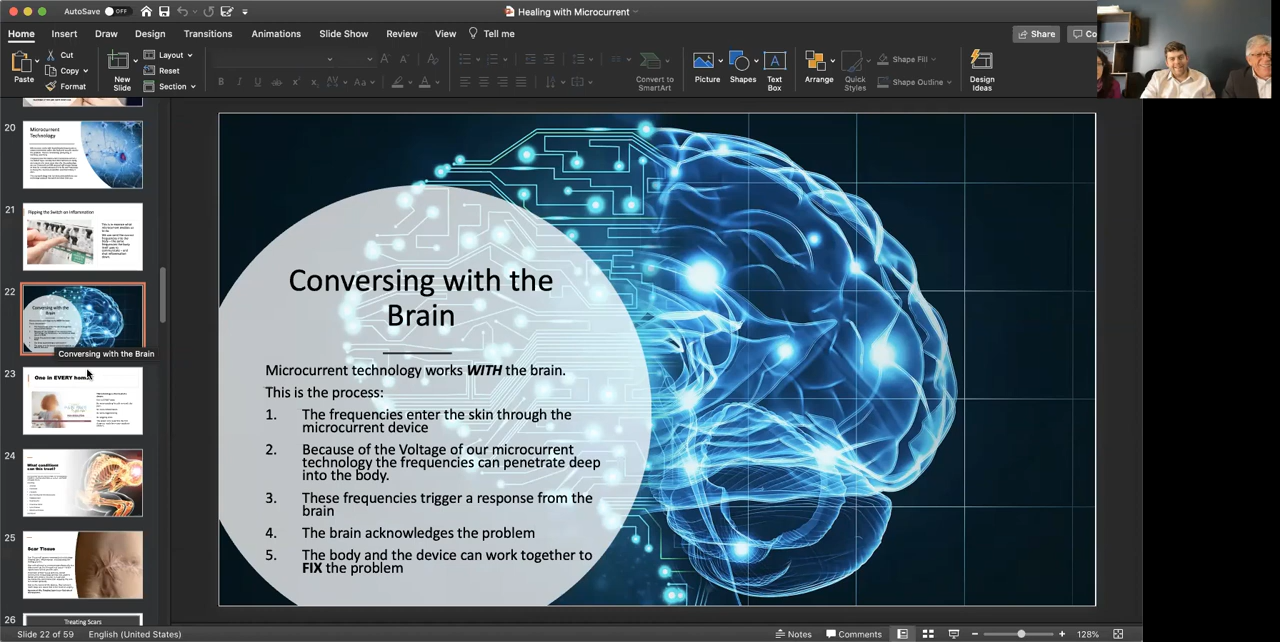 AutoSave OFF
Healing with Microcurrent
Home Insert Draw Design Transitions Animations Slide Show Review View Tell me
Share Co
Paste
Cut
Copy
Format
New
Slide
Layout
Reset
Section
B I U
Aa
Convert to
SmartArt
Picture
Shapes
Text
Box
Arrange
Quick
Styles
Shape Fill
Shape Outline
Design
Ideas
20
Microcurrent
Technology
21
Flipping the Switch on Inflammation
22
Conversing with the
Brain
Conversing with the Brain
23
One in EVERY hom
24
What conditions
can this treat?
25
Scar Tissue
26
Treating Scars
Conversing with the
Brain
Microcurrent technology works WITH the brain.
This is the process:
1. The frequencies enter the skin through the
microcurrent device
2. Because of the Voltage of our microcurrent
technology the frequencies can penetrate deep
into the body.
3. These frequencies trigger a response from the
brain
4. The brain acknowledges the problem
5. The body and the device can work together to
FIX the problem
Slide 22 of 59 English (United States)
Notes Comments 128%